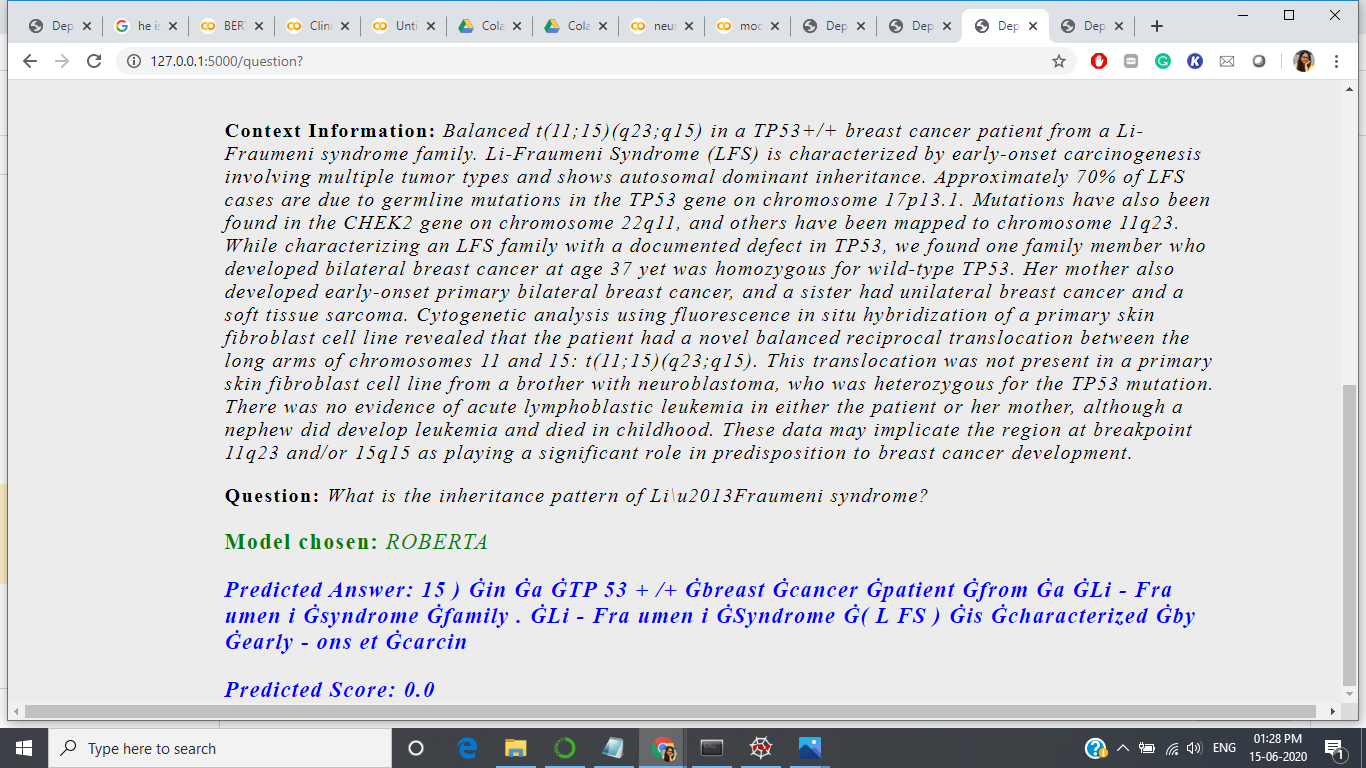 Dep
he is
BER
Clini
Unti
Cola
Cola
neur
moc
Dep
Dep
Dep
Dep
127.0.0.1:5000/question?
Context Information: Balanced t(11;15)(q23;q15) in a TP53+/+ breast cancer patient from a Li-
Fraumeni syndrome family. Li-Fraumeni Syndrome (LFS) is characterized by early-onset carcinogenesis
involving multiple tumor types and shows autosomal dominant inheritance. Approximately 70% of LFS
cases are due to germline mutations in the TP53 gene on chromosome 17p13.1. Mutations have also been
found in the CHEK2 gene on chromosome 22q11, and others have been mapped to chromosome 11q23.
While characterizing an LFS family with a documented defect in TP53, we found one family member who
developed bilateral breast cancer at age 37 yet was homozygous for wild-type TP53. Her mother also
developed early-onset primary bilateral breast cancer, and a sister had unilateral breast cancer and a
soft tissue sarcoma. Cytogenetic analysis using fluorescence in situ hybridization of a primary skin
fibroblast cell line revealed that the patient had a novel balanced reciprocal translocation between the
long arms of chromosomes 11 and 15: t(11;15)(q23;q15). This translocation was not present in a primary
skin fibroblast cell line from a brother with neuroblastoma, who was heterozygous for the TP53 mutation.
There was no evidence of acute lymphoblastic leukemia in either the patient or her mother, although a
nephew did develop leukemia and died in childhood. These data may implicate the region at breakpoint
11q23 and/or 15q15 as playing a significant role in predisposition to breast cancer development.
Question: What is the inheritance pattern of Li\u2013Fraumeni syndrome?
Model chosen: ROBERTA
Predicted Answer: 15 ) Ġin Ġa ĠTP 53 + /+ Ġbreast Ġcancer Ġpatient Ġfrom Ġa ĠLi - Fra
umen i Ġsyndrome Ġfamily . ĠLi - Fra umen i ĠSyndrome Ġ( L FS ) Ġis Ġcharacterized Ġby
Ġearly - ons et Ġcarcin
Predicted Score: 0.0
Type here to search
ENG
01:28 PM
15-06-2020